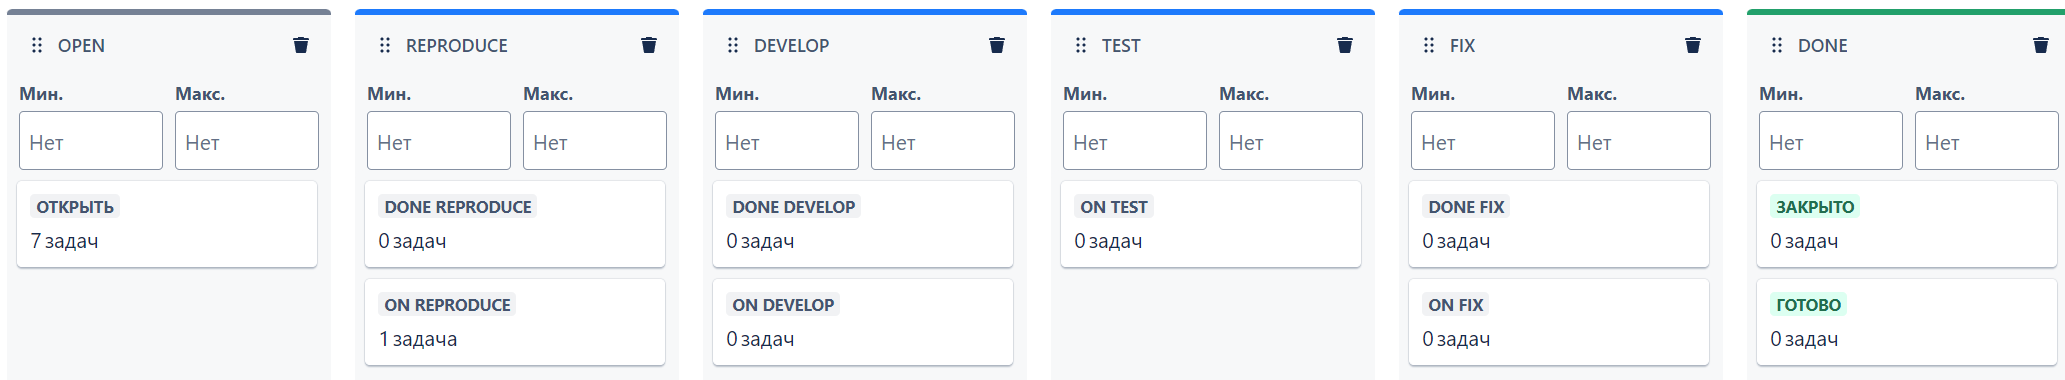 OPEN
Мин. Макс.
Нет Нет
ОТКРЫТЬ
7 задач
REPRODUCE
Мин. Макс.
Нет Нет
DONE REPRODUCE
0 задач
ON REPRODUCE
1 задача
DEVELOP
Мин. Макс.
Нет Нет
DONE DEVELOP
0 задач
ON DEVELOP
0 задач
TEST
Мин. Макс.
Нет Нет
ON TEST
0 задач
FIX
Мин. Макс.
Нет Нет
DONE FIX
0 задач
ON FIX
0 задач
DONE
Мин. Макс.
Нет Нет
ЗАКРЫТО
0 задач
ГОТОВО
0 задач